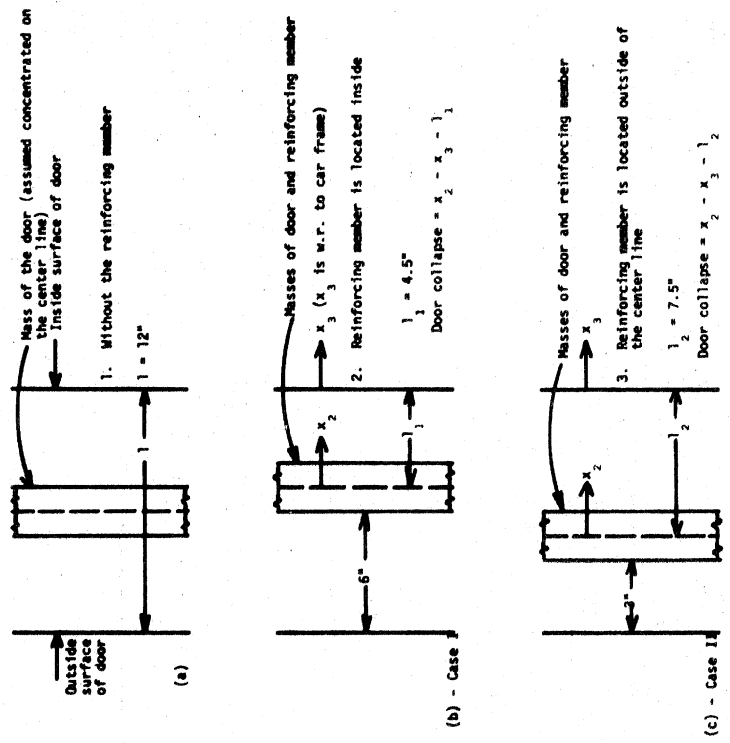 Mass of the door (assumed concentrated on
the center line)
Inside surface of door
1. Without the reinforcing member
l = 12"
l
Outside
surface
of door
(a)
Masses of door and reinforcing member
x3 (x3 is w.r. to car frame)
2. Reinforcing member is located inside
l1 = 4.5"
Door collapse = x2 - x3 - l1
x2
l1
6"
(b) - Case I
Masses of door and reinforcing member
x3
3. Reinforcing member is located outside of
the center line
l2 = 7.5"
Door collapse = x2 - x3 - l2
x2
l2
3"
(c) - Case II